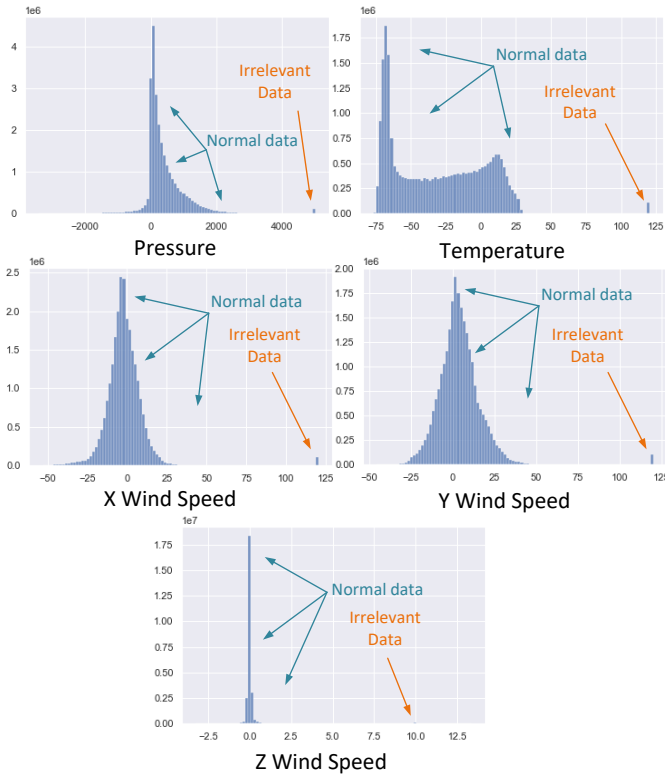 1e6
4
3
2
1
0
-2000
0
2000
4000
Irrelevant
Data
Normal data
Pressure
1e6
1.75
1.50
1.25
1.00
0.75
0.50
0.25
0.00
-75
-50
-25
0
25
50
75
100
125
Normal data
Irrelevant
Data
Temperature
1e6
2.5
2.0
1.5
1.0
0.5
0.0
-50
-25
0
25
50
75
100
125
Normal data
Irrelevant
Data
X Wind Speed
1e6
2.00
1.75
1.50
1.25
1.00
0.75
0.50
0.25
0.00
-50
-25
0
25
50
75
100
125
Normal data
Irrelevant
Data
Y Wind Speed
1e7
1.75
1.50
1.25
1.00
0.75
0.50
0.25
0.00
-2.5
0.0
2.5
5.0
7.5
10.0
12.5
Normal data
Irrelevant
Data
Z Wind Speed